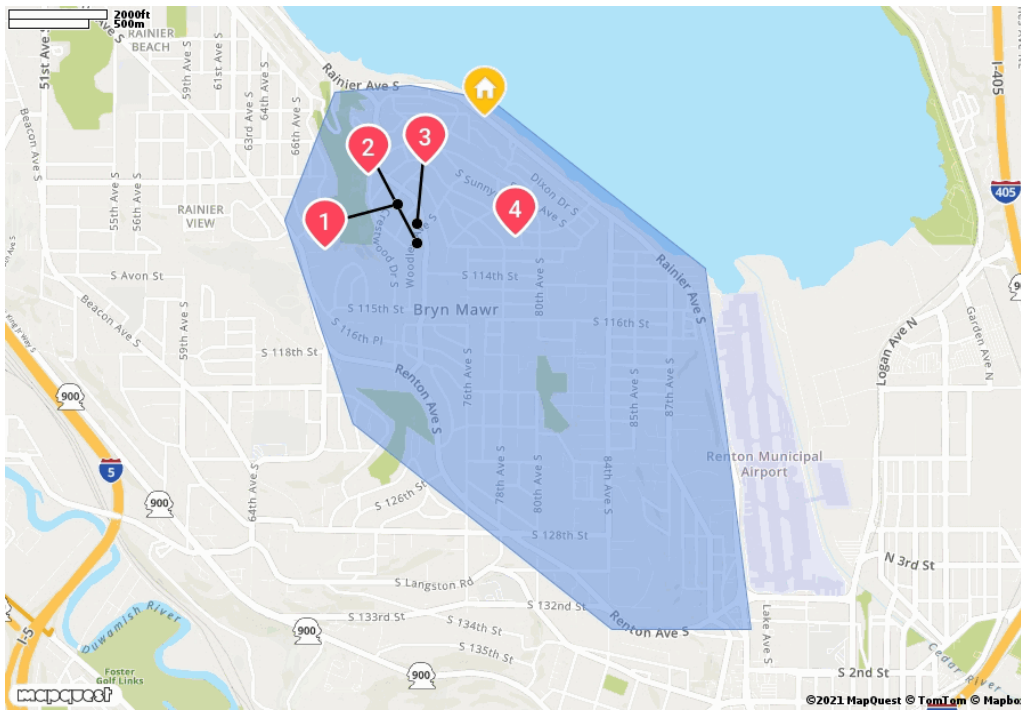 2000ft
500m
RAINIER
BEACH
51st Ave S
59th Ave S
61st Ave S
64th Ave S
63rd Ave S
66th Ave S
Rainier Ave S
I-405
405
Beacon Ave S
55th Ave S
56th Ave S
RAINIER
VIEW
1
2
3
4
Dixon Dr S
S Sunny
Ave S
Crestwood Dr S
Woodle
S
S Avon St
S 114th St
80th Ave S
Rainier Ave S
Beacon Ave S
59th Ave S
S 115th St
Bryn Mawr
S 116th St
S 116th Pl
S 118th St
Logan Ave N
Garden Ave N
900
Renton Ave S
76th Ave S
85th Ave S
87th Ave S
5
64th Ave S
78th Ave S
80th Ave S
84th Ave S
Renton Municipal
Airport
900
S 126th St
S 128th St
N 3rd St
S Langston Rd
S 132nd St
S 133rd St
S 134th St
S 135th St
Renton Ave S
Lake Ave S
900
900
I-5
Duwamish River
Foster
Golf Links
S 2nd St
Cedar River
mapquest
©2021 MapQuest © TomTom © Mapbo